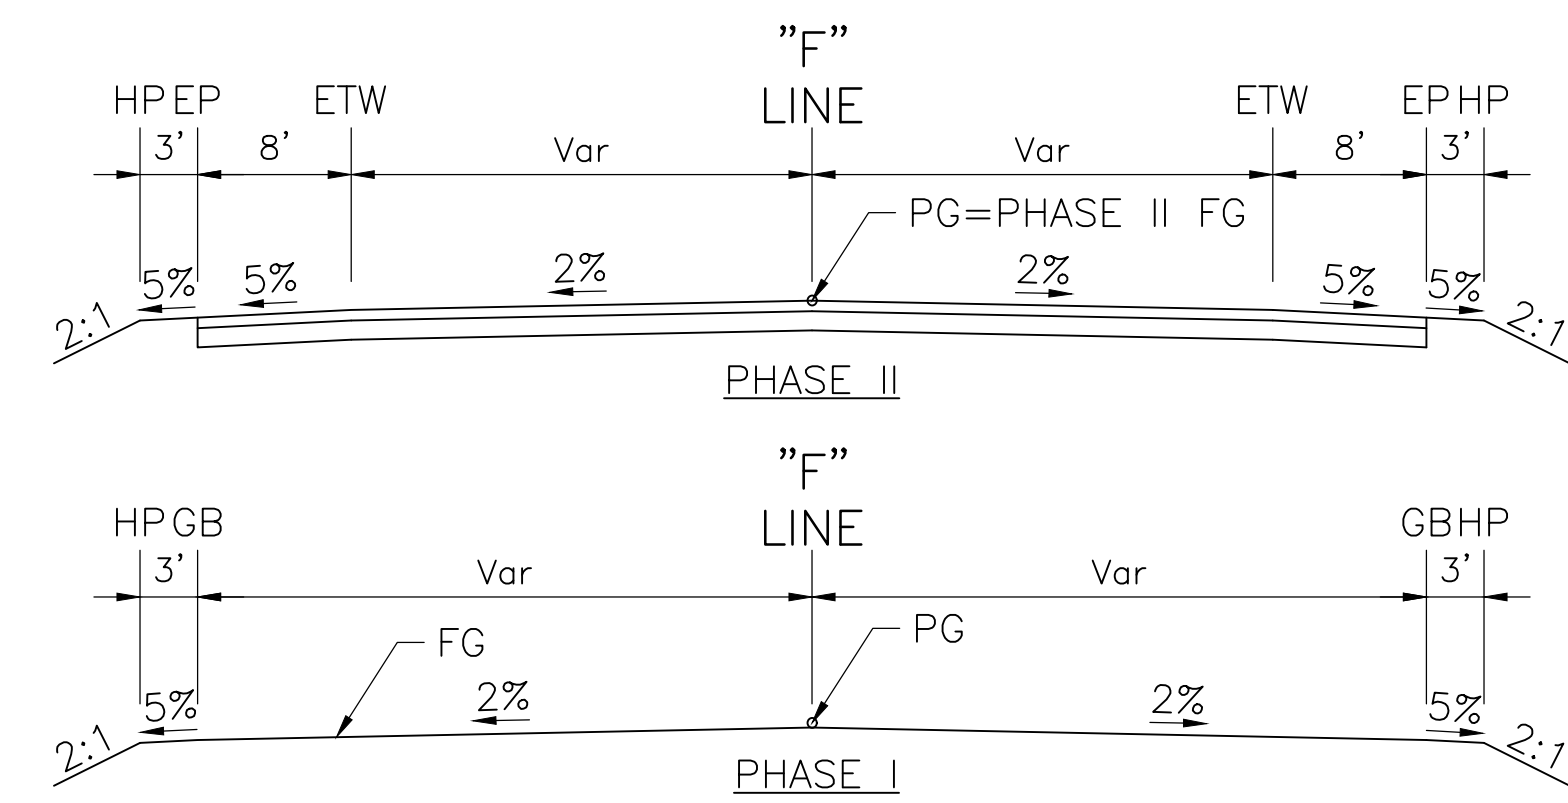 ”F”
LINE
HP EP ETW ETW EP HP
3’ 8’ Var Var 8’ 3’
PG=PHASE II FG
5% 5% 2% 2% 5% 5%
2:1 2:1
PHASE II
”F”
LINE
HP GB GB HP
3’ Var Var 3’
FG PG
5% 2% 2% 5%
2:1 2:1
PHASE I